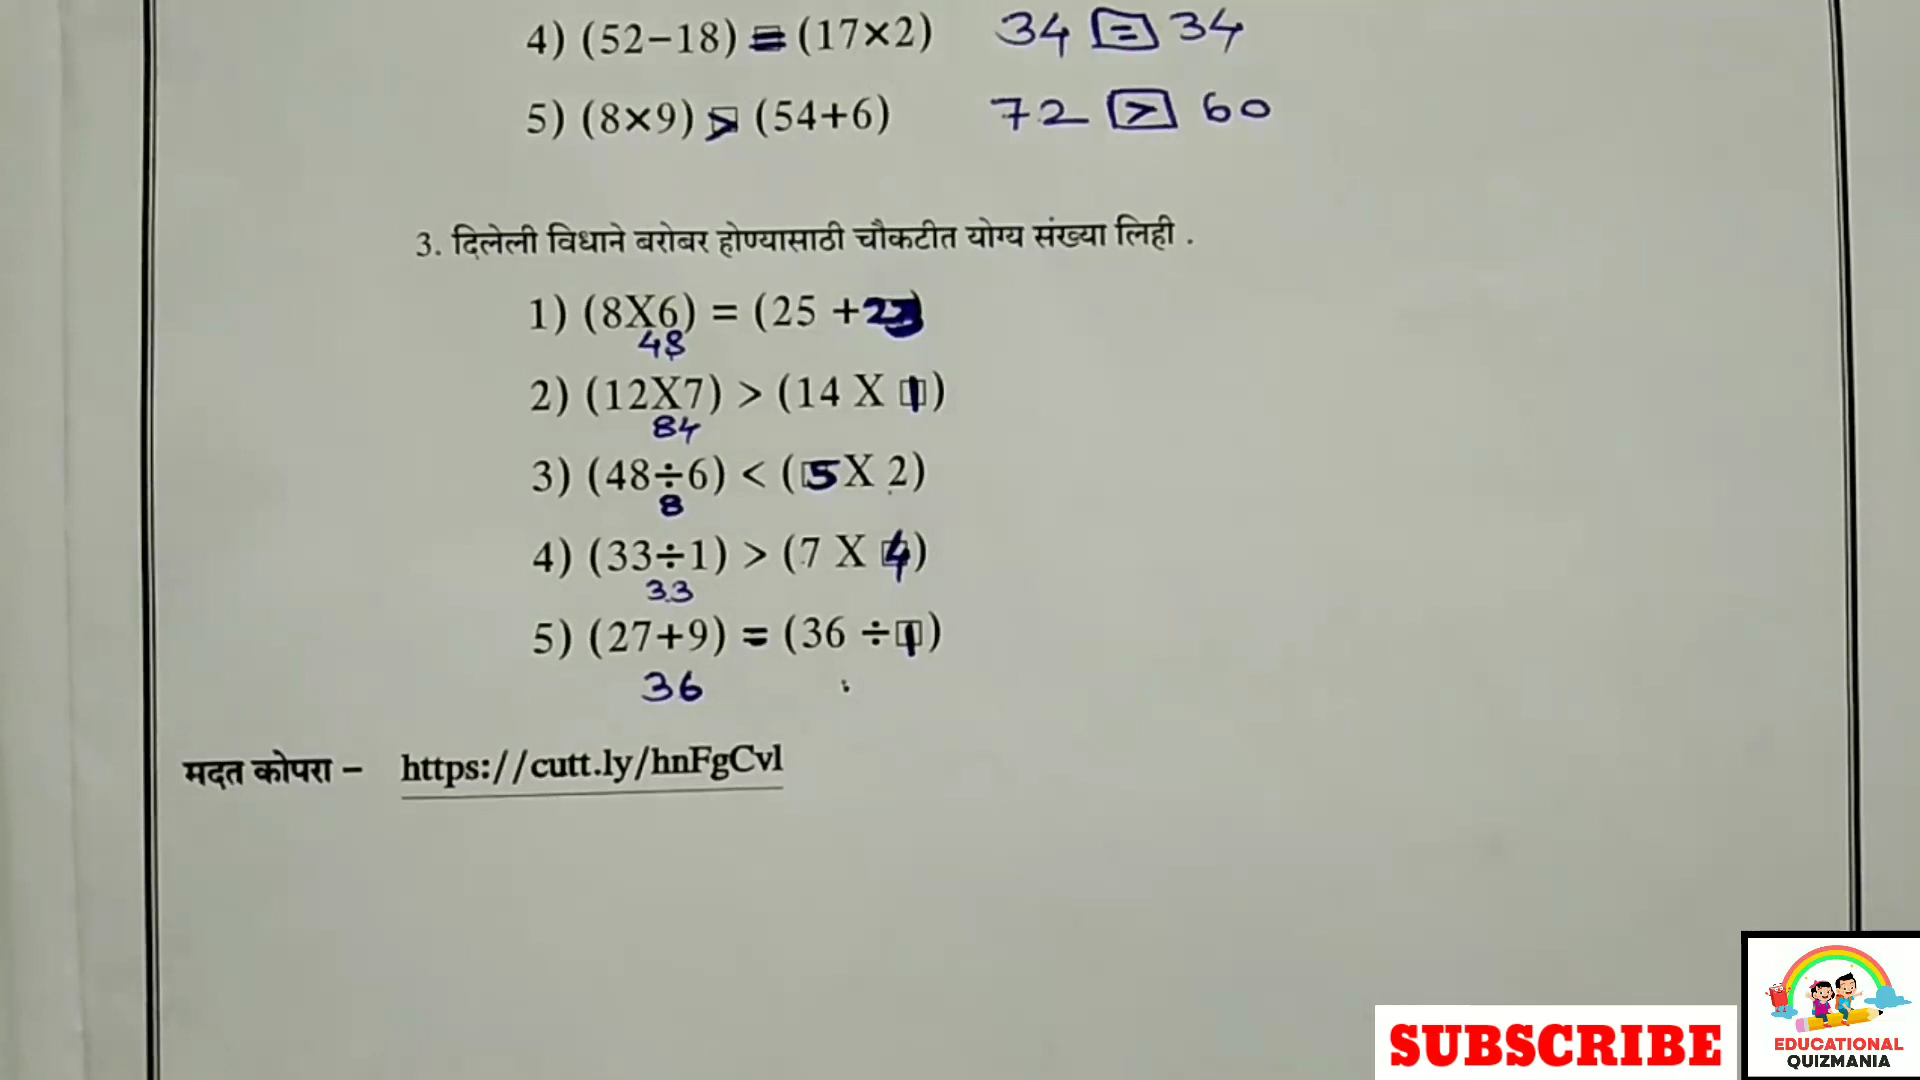 4) (52−18) = (17×2) 34 = 34
5) (8×9) > (54+6) 72 > 60
3. दिलेली विधाने बरोबर होण्यासाठी चौकटीत योग्य संख्या लिही .
1) (8X6) = (25 +23)
48
2) (12X7) > (14 X 1)
84
3) (48÷6) < (5 X 2)
8
4) (33÷1) > (7 X 4)
33
5) (27+9) = (36 ÷ 1)
36
मदत कोपरा – https://cutt.ly/hnFgCvl
SUBSCRIBE
EDUCATIONAL
QUIZMANIA